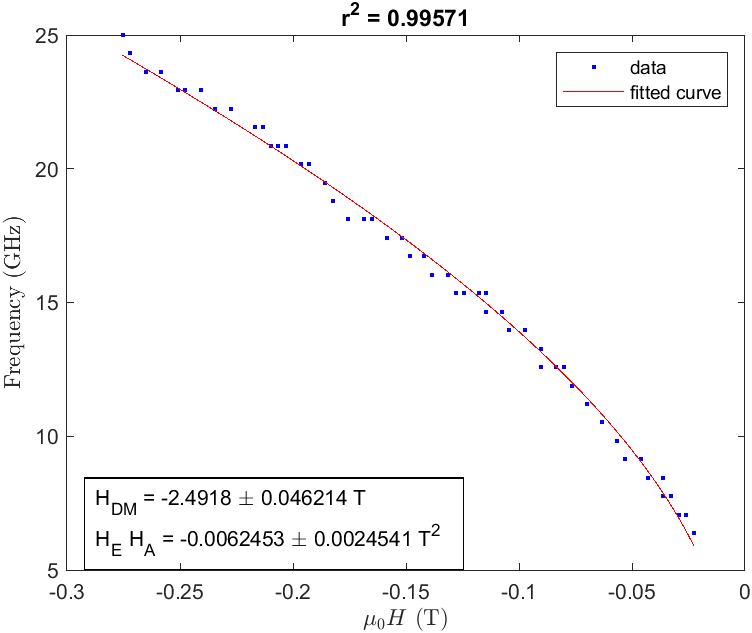 r² = 0.99571
25
20
15
10
5
Frequency (GHz)
data
fitted curve
H_DM = -2.4918 ± 0.046214 T
H_E H_A = -0.0062453 ± 0.0024541 T²
-0.3 -0.25 -0.2 -0.15 -0.1 -0.05 0
μ₀H (T)